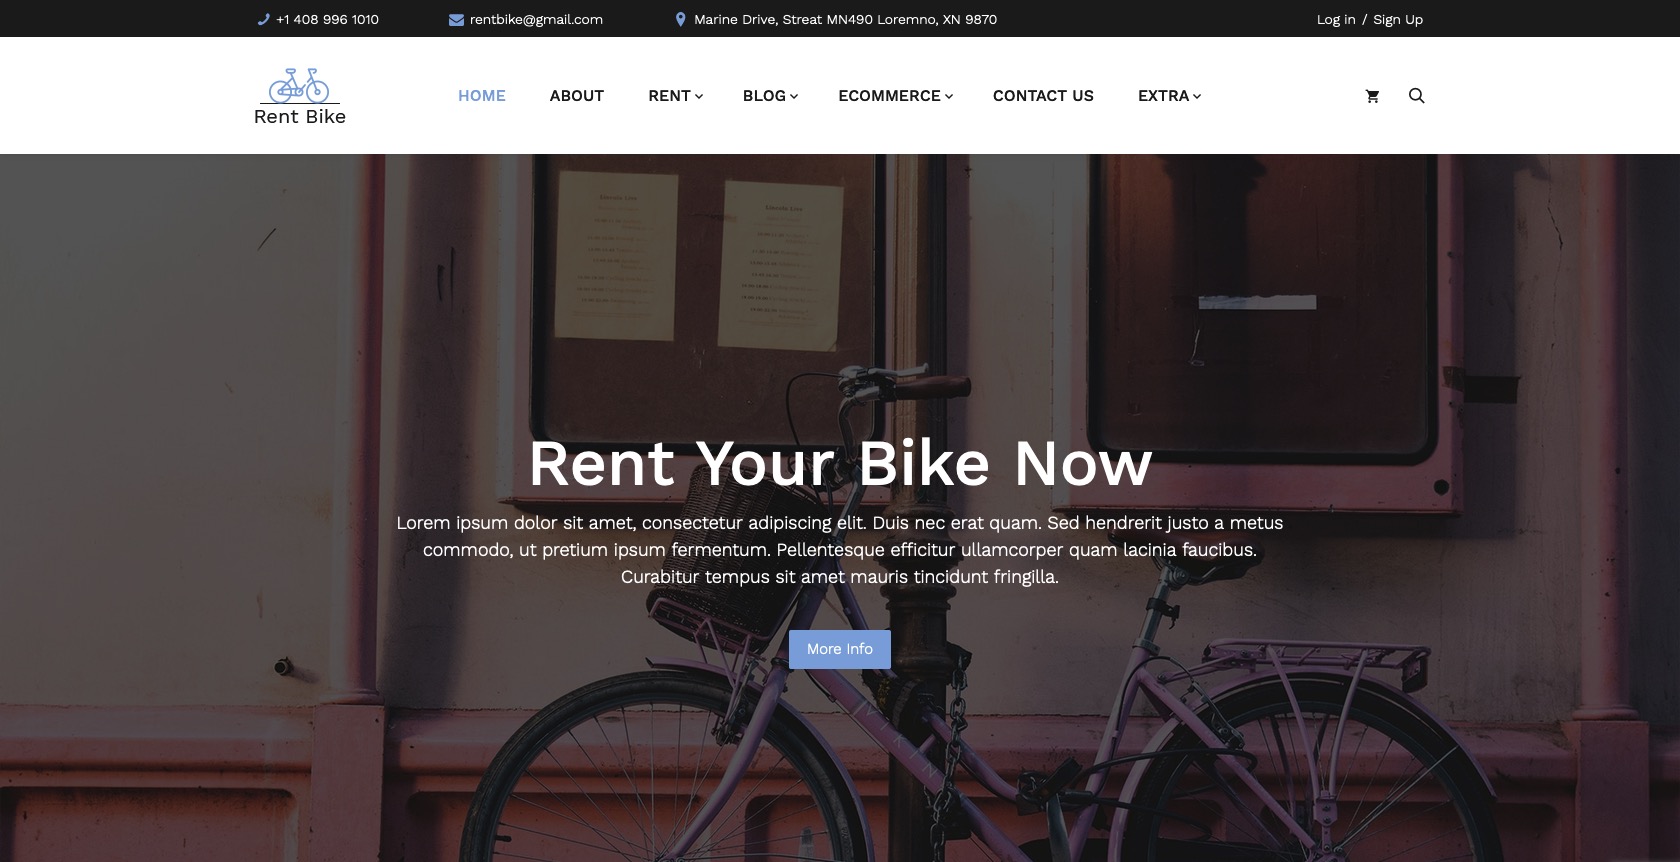 +1 408 996 1010
rentbike@gmail.com
Marine Drive, Streat MN490 Loremno, XN 9870
Log in / Sign Up
Rent Bike
HOME
ABOUT
RENT
BLOG
ECOMMERCE
CONTACT US
EXTRA
Rent Your Bike Now
Lorem ipsum dolor sit amet, consectetur adipiscing elit. Duis nec erat quam. Sed hendrerit justo a metus
commodo, ut pretium ipsum fermentum. Pellentesque efficitur ullamcorper quam lacinia faucibus.
Curabitur tempus sit amet mauris tincidunt fringilla.
More Info